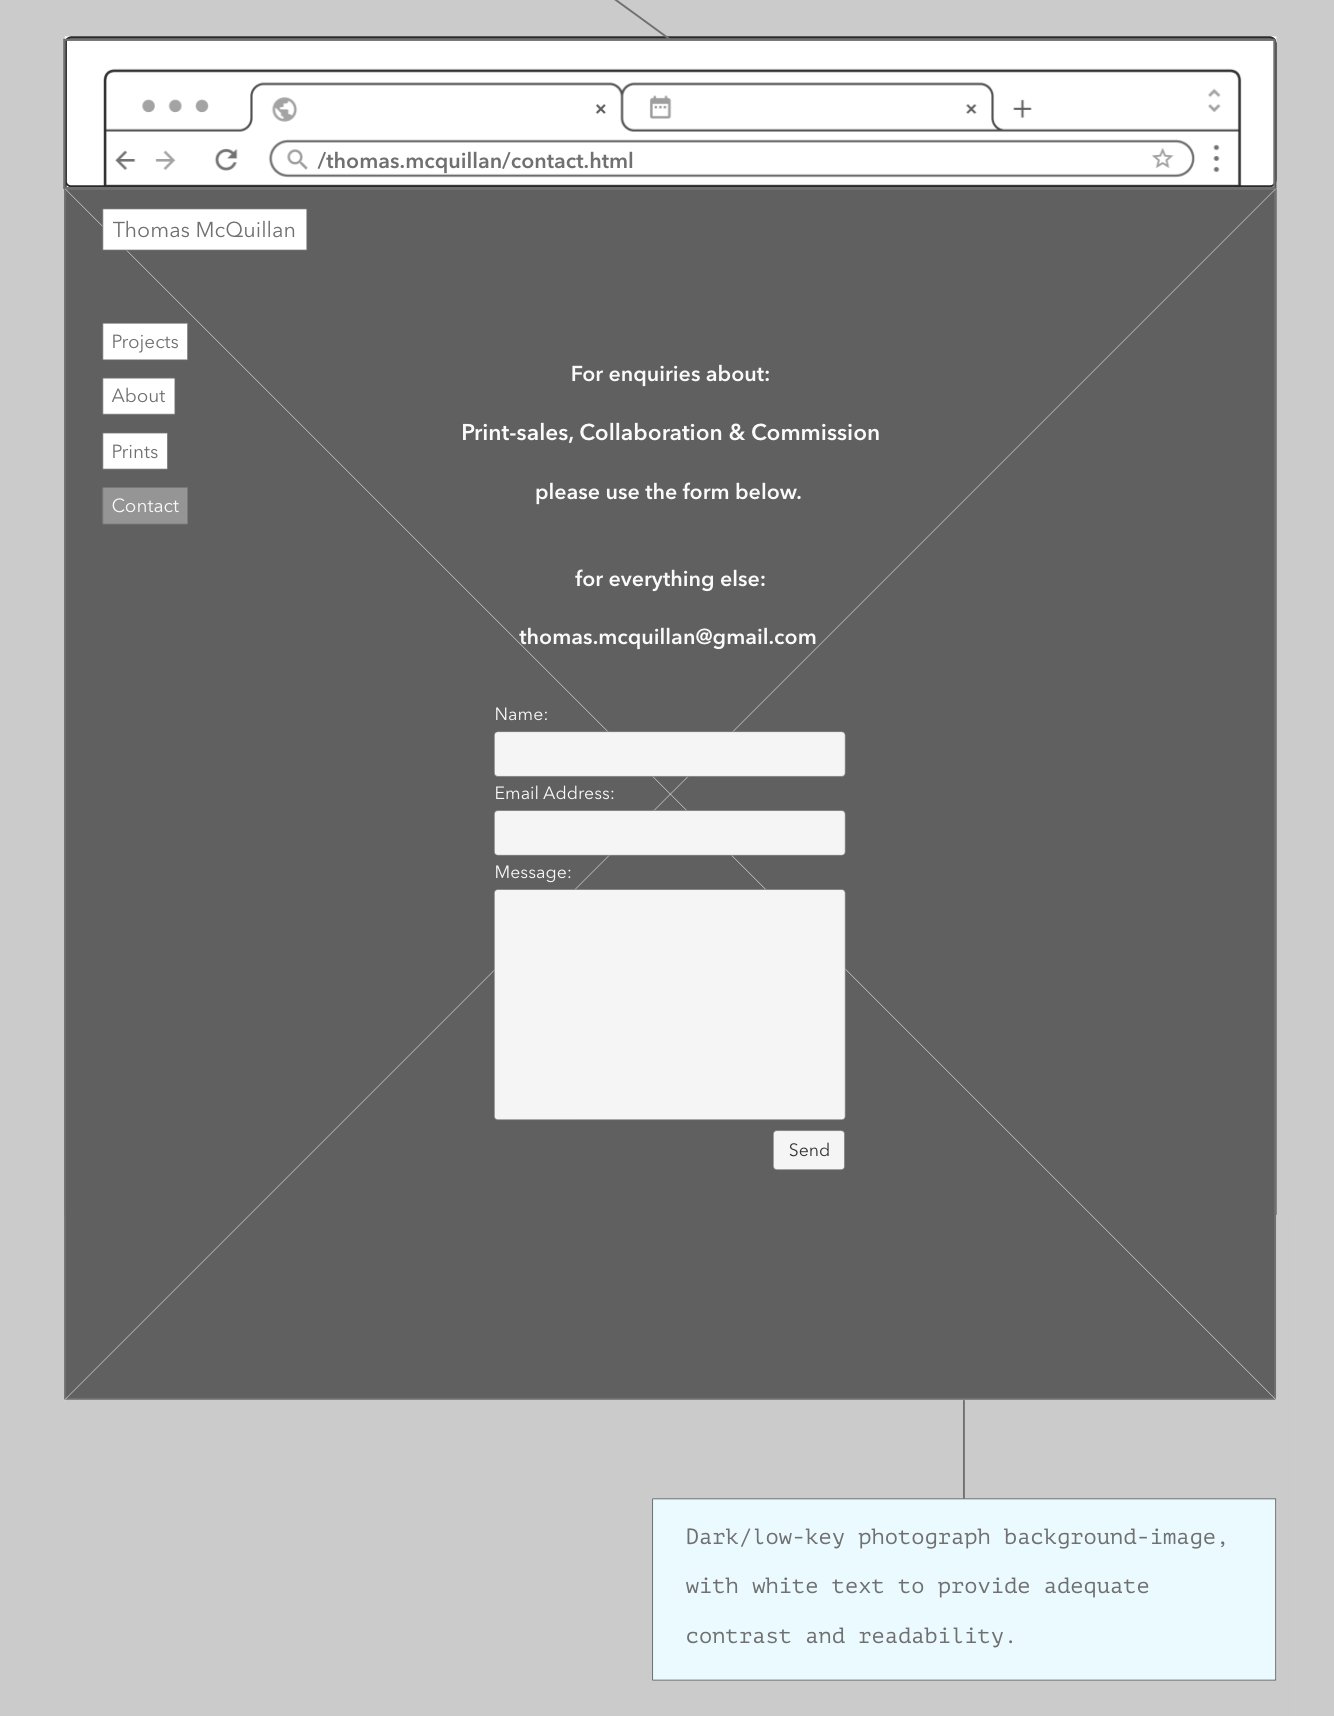 /thomas.mcquillan/contact.html
Thomas McQuillan
Projects
About
Prints
Contact
For enquiries about:
Print-sales, Collaboration & Commission
please use the form below.
for everything else:
thomas.mcquillan@gmail.com
Name:
Email Address:
Message:
Send
Dark/low-key photograph background-image,
with white text to provide adequate
contrast and readability.